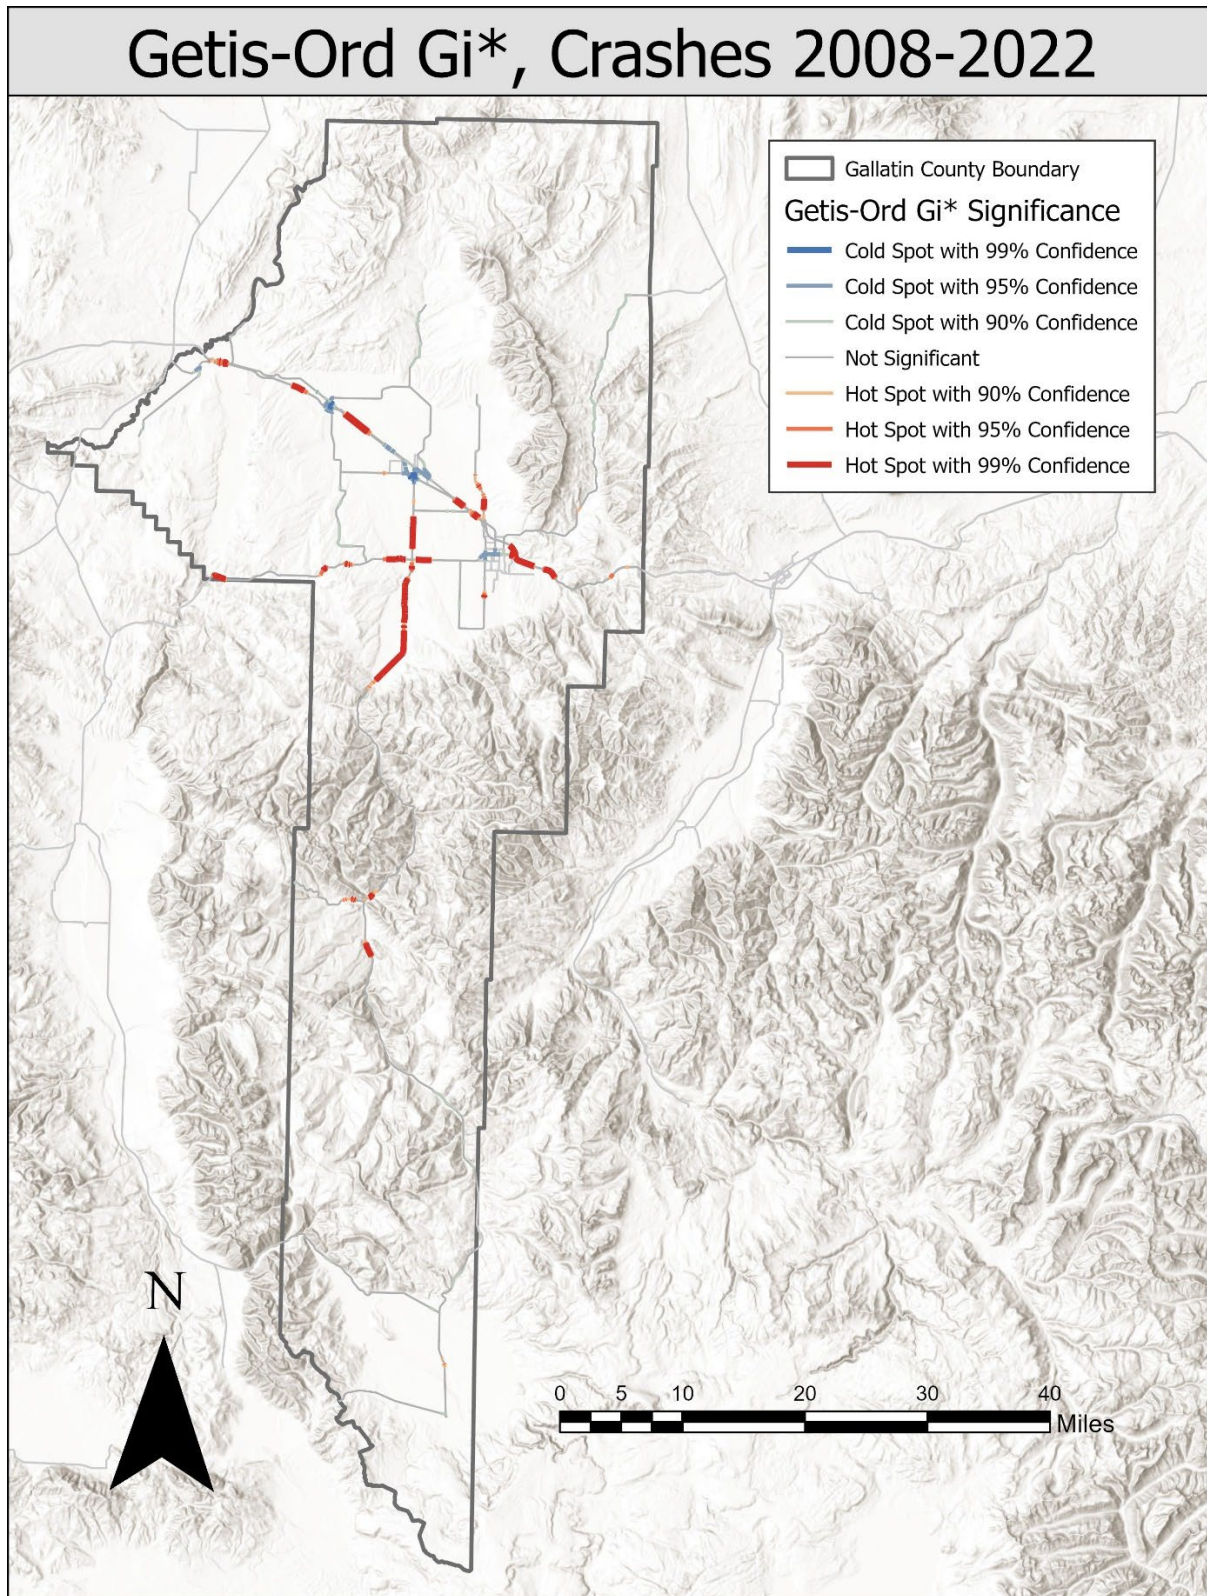 Getis-Ord Gi*, Crashes 2008-2022
Gallatin County Boundary
Getis-Ord Gi* Significance
Cold Spot with 99% Confidence
Cold Spot with 95% Confidence
Cold Spot with 90% Confidence
Not Significant
Hot Spot with 90% Confidence
Hot Spot with 95% Confidence
Hot Spot with 99% Confidence
N
0 5 10 20 30 40
Miles